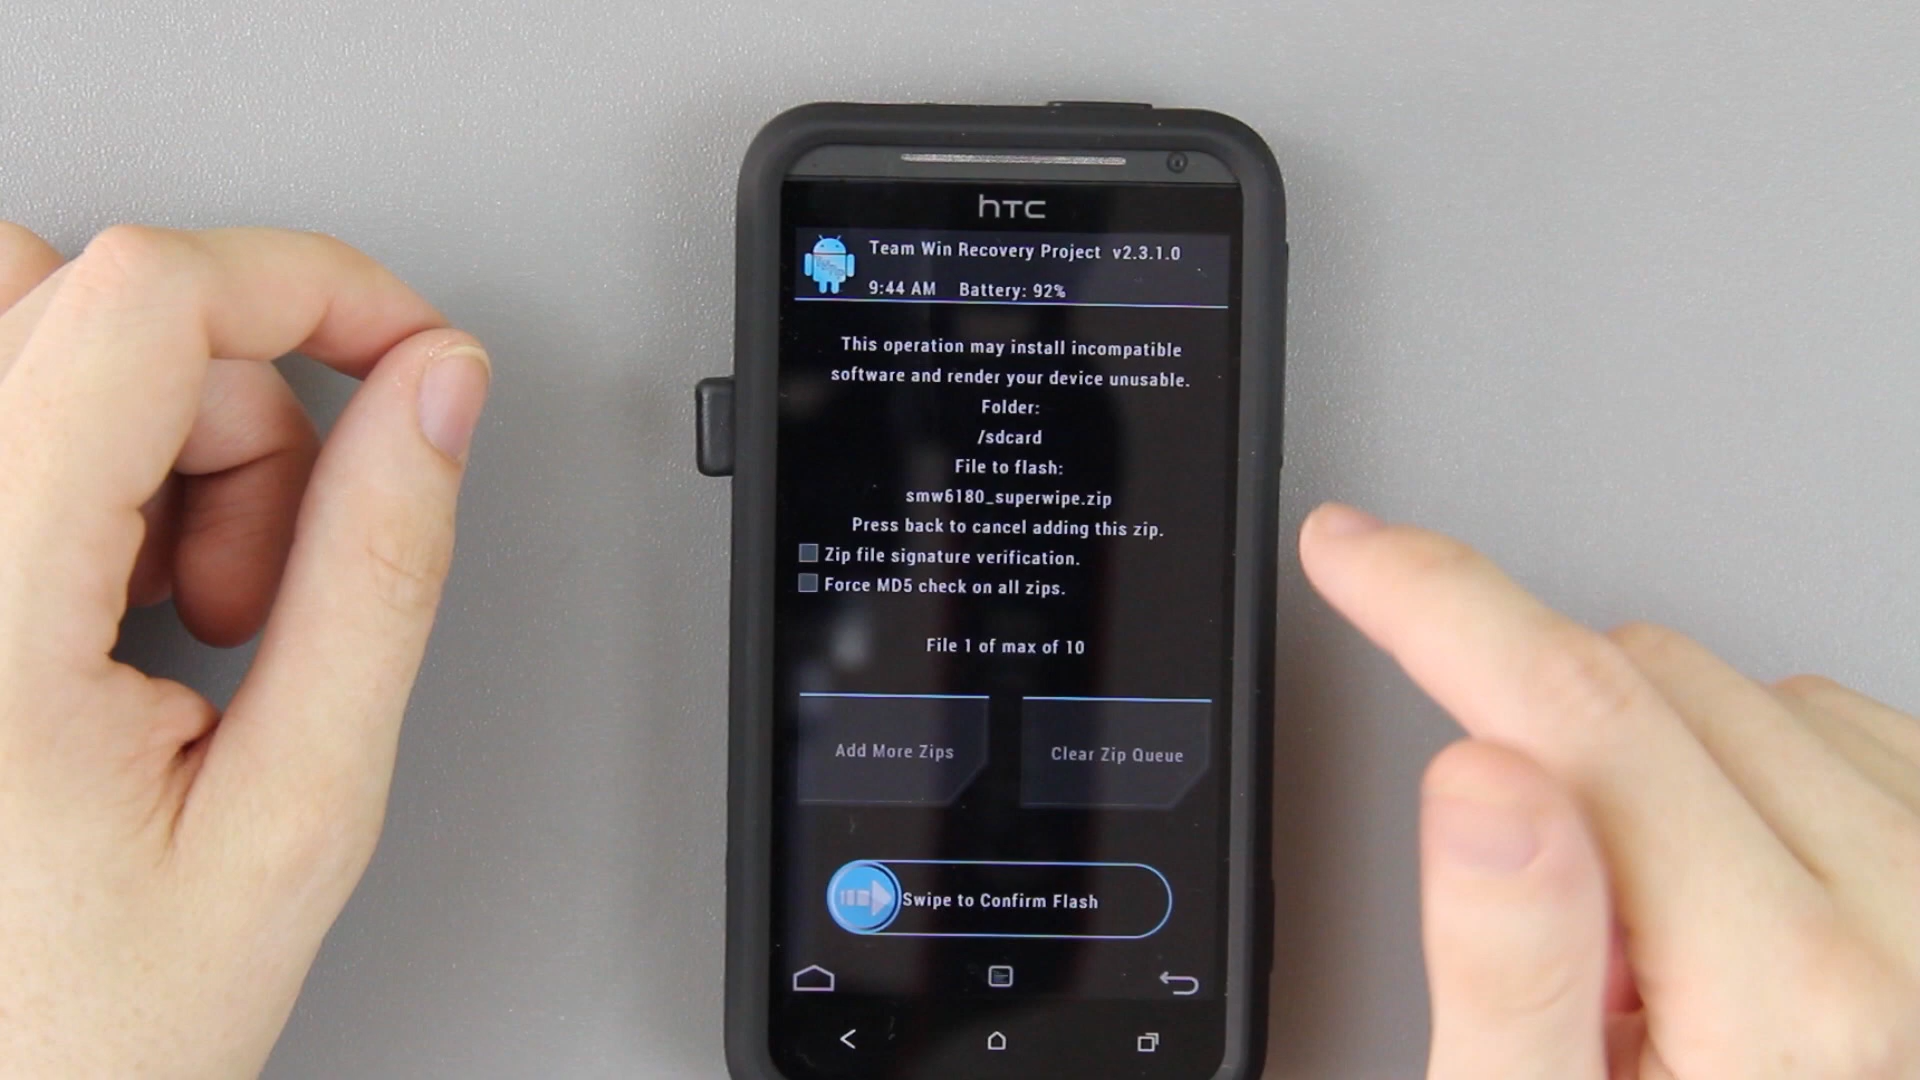 hTC
Team Win Recovery Project v2.3.1.0
9:44 AM Battery: 92%
This operation may install incompatible
software and render your device unusable.
Folder:
/sdcard
File to flash:
smw6180_superwipe.zip
Press back to cancel adding this zip.
Zip file signature verification.
Force MD5 check on all zips.
File 1 of max of 10
Add More Zips
Clear Zip Queue
Swipe to Confirm Flash